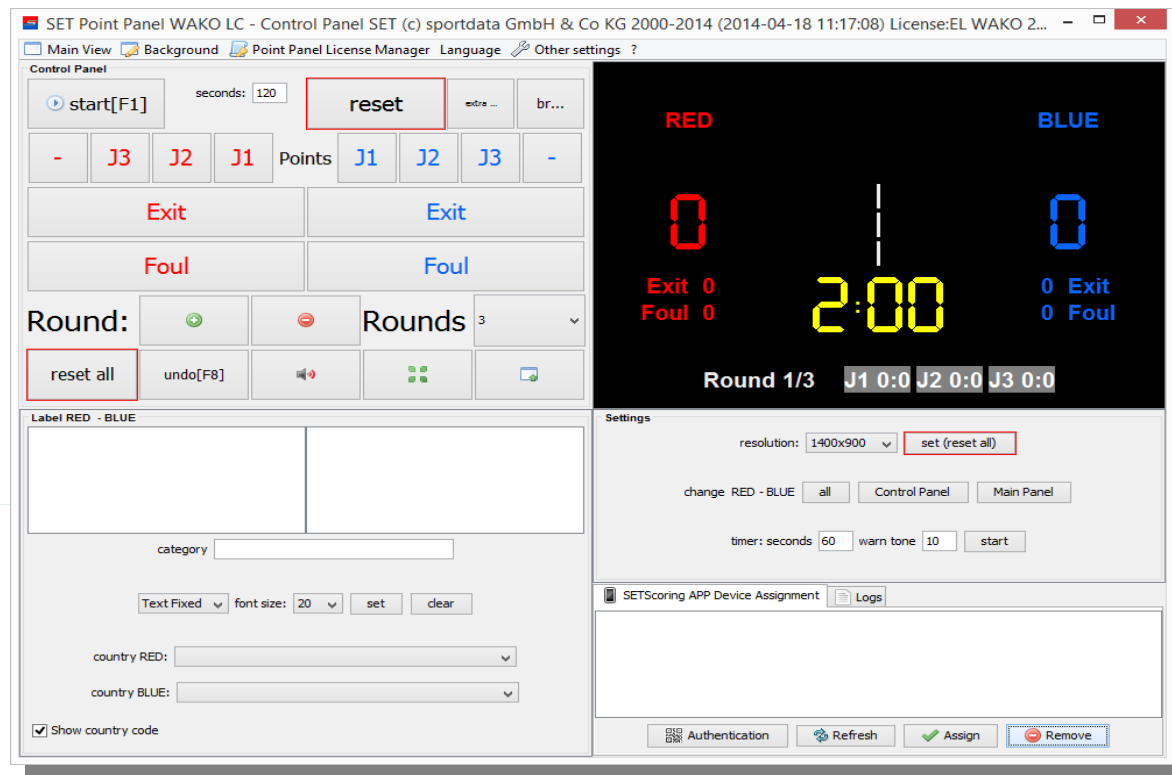 SET Point Panel WAKO LC - Control Panel SET (c) sportdata GmbH & Co KG 2000-2014 (2014-04-18 11:17:08) License:EL WAKO 2...
Main View Background Point Panel License Manager Language Other settings ?
Control Panel
start[F1] seconds: 120 reset extra ... br...
- J3 J2 J1 Points J1 J2 J3 -
Exit Exit
Foul Foul
Round: Rounds 3
reset all undo[F8]
RED BLUE
0 0
Exit 0 0 Exit
Foul 0 2:00 0 Foul
Round 1/3 J1 0:0 J2 0:0 J3 0:0
Label RED - BLUE
category
Text Fixed font size: 20 set clear
country RED:
country BLUE:
Show country code
Settings
resolution: 1400x900 set (reset all)
change RED - BLUE all Control Panel Main Panel
timer: seconds 60 warn tone 10 start
SETScoring APP Device Assignment Logs
Authentication Refresh Assign Remove